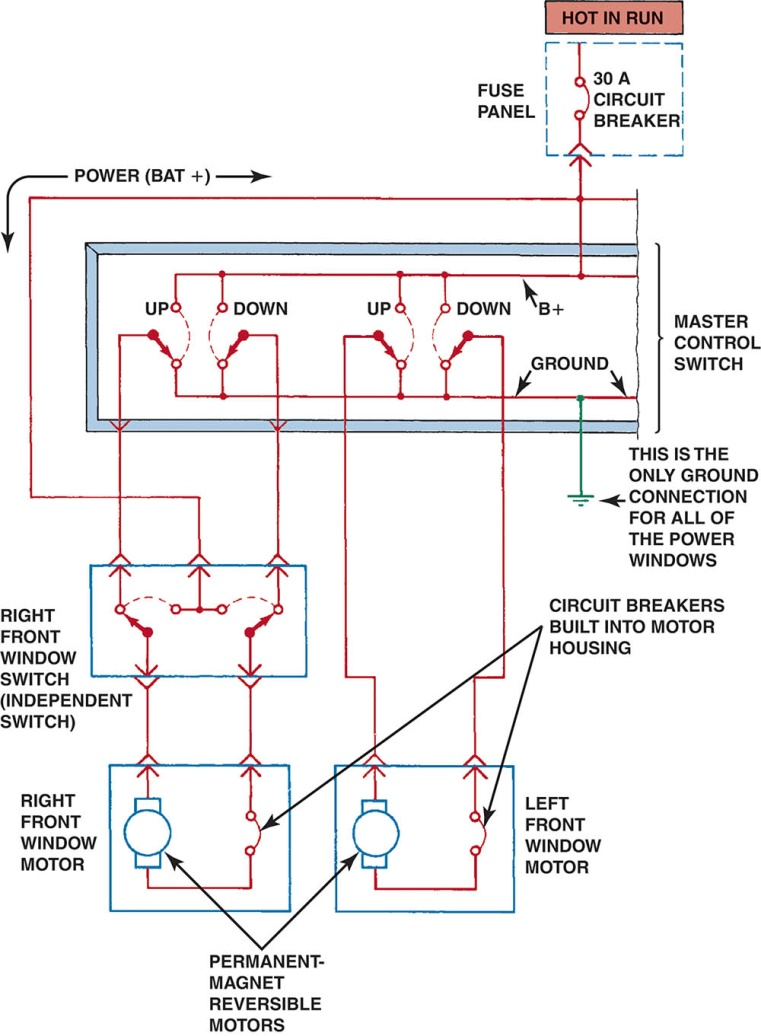 HOT IN RUN
FUSE
PANEL
30 A
CIRCUIT
BREAKER
POWER (BAT +)
UP
DOWN
UP
DOWN
B+
GROUND
MASTER
CONTROL
SWITCH
THIS IS THE
ONLY GROUND
CONNECTION
FOR ALL OF
THE POWER
WINDOWS
RIGHT
FRONT
WINDOW
SWITCH
(INDEPENDENT
SWITCH)
CIRCUIT BREAKERS
BUILT INTO MOTOR
HOUSING
RIGHT
FRONT
WINDOW
MOTOR
LEFT
FRONT
WINDOW
MOTOR
PERMANENT-
MAGNET
REVERSIBLE
MOTORS